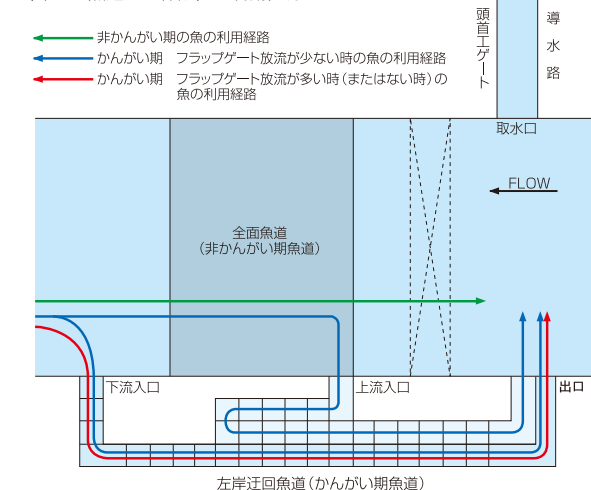 非かんがい期の魚の利用経路
かんがい期　フラップゲート放流が少ない時の魚の利用経路
かんがい期　フラップゲート放流が多い時（またはない時）の
魚の利用経路
頭首工ゲート
導水路
取水口
FLOW
全面魚道
（非かんがい期魚道）
下流入口
上流入口
出口
左岸迂回魚道（かんがい期魚道）